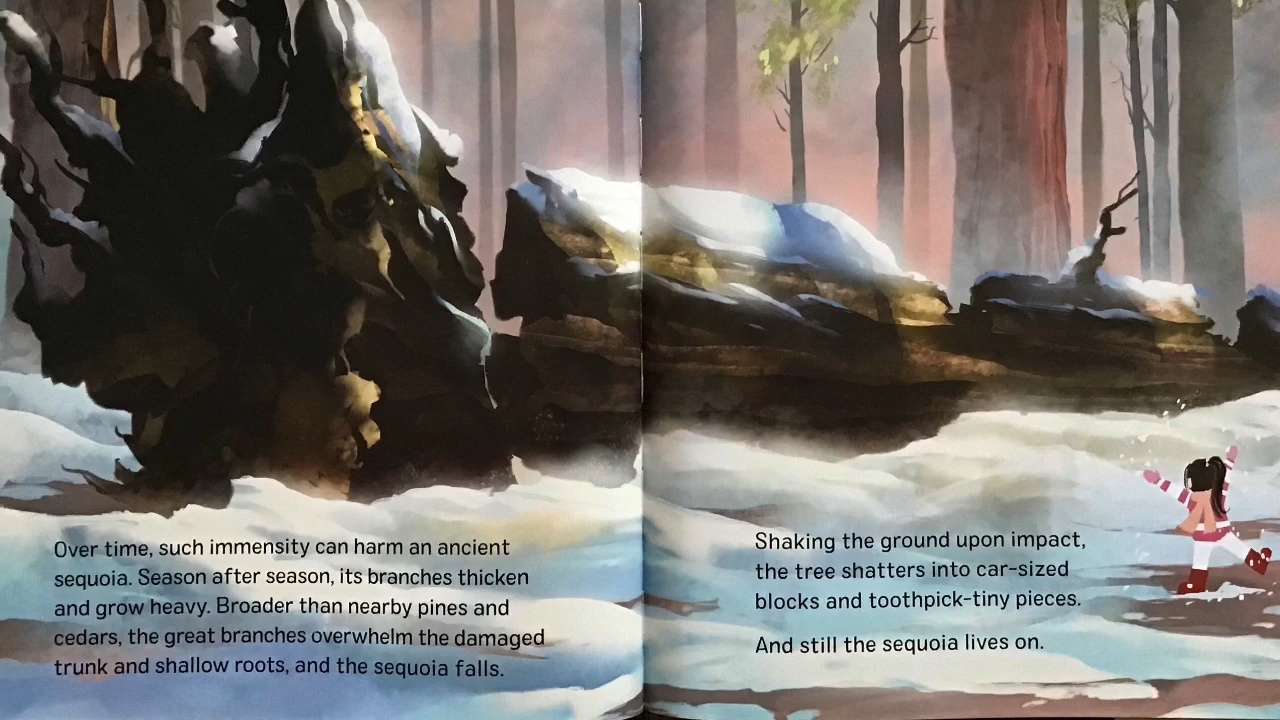 Over time, such immensity can harm an ancient
sequoia. Season after season, its branches thicken
and grow heavy. Broader than nearby pines and
cedars, the great branches overwhelm the damaged
trunk and shallow roots, and the sequoia falls.
Shaking the ground upon impact,
the tree shatters into car-sized
blocks and toothpick-tiny pieces.
And still the sequoia lives on.